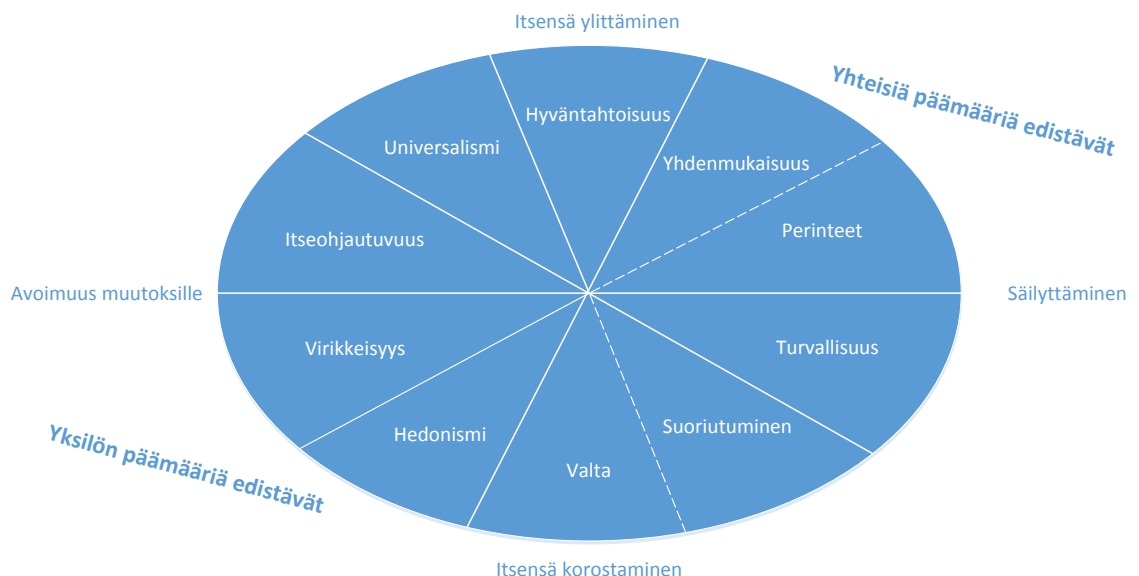 Itsensä ylittäminen
Yhteisiä päämääriä edistävät
Hyväntahtoisuus
Universalismi
Yhdenmukaisuus
Itseohjautuvuus
Perinteet
Avoimuus muutoksille
Säilyttäminen
Virikkeisyys
Turvallisuus
Hedonismi
Suoriutuminen
Yksilön päämääriä edistävät
Valta
Itsensä korostaminen